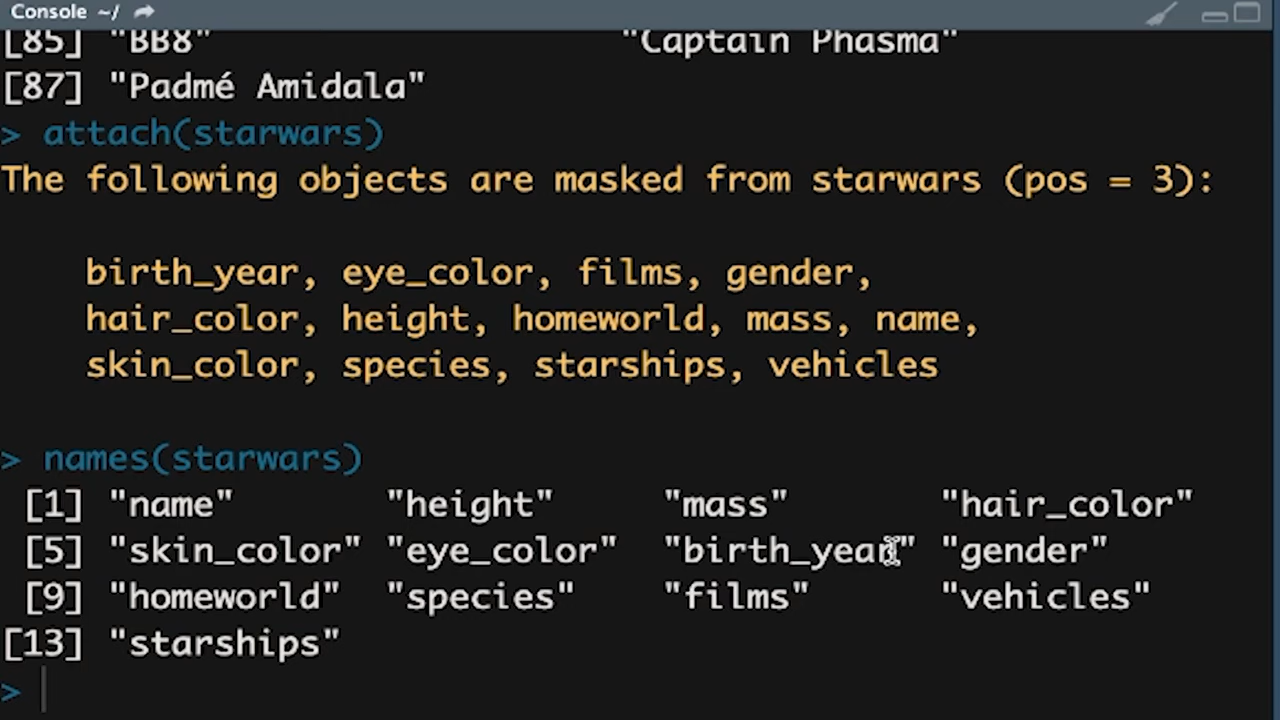 Console ~/
[85] "BB8" "Captain Phasma"
[87] "Padmé Amidala"
> attach(starwars)
The following objects are masked from starwars (pos = 3):
birth_year, eye_color, films, gender,
hair_color, height, homeworld, mass, name,
skin_color, species, starships, vehicles
> names(starwars)
[1] "name" "height" "mass" "hair_color"
[5] "skin_color" "eye_color" "birth_year" "gender"
[9] "homeworld" "species" "films" "vehicles"
[13] "starships"
>